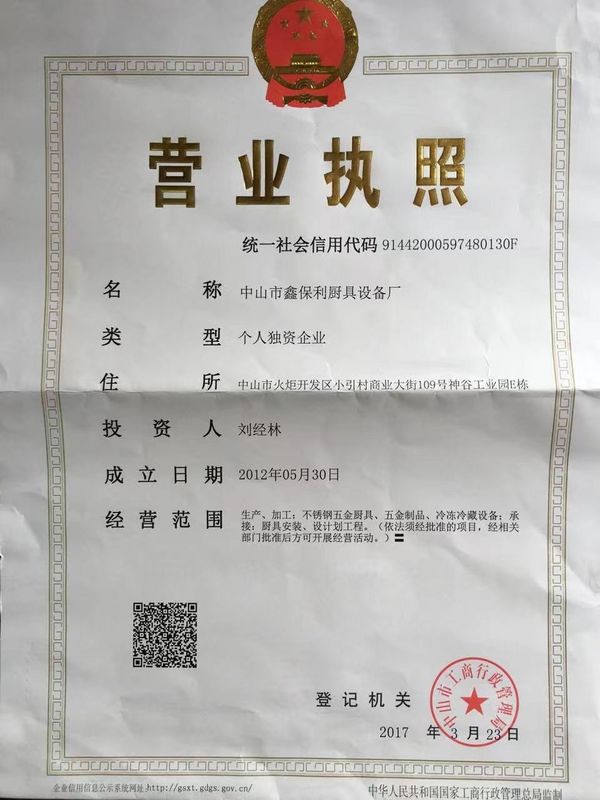 营业执照
统一社会信用代码 91442000597480130F
名称 中山市鑫保利厨具设备厂
类型 个人独资企业
住所 中山市火炬开发区小引村商业大街109号神谷工业园E栋
投资人 刘经林
成立日期 2012年05月30日
经营范围 生产、加工：不锈钢五金厨具、五金制品、冷冻冷藏设备；承
接：厨具安装、设计划工程。（依法须经批准的项目，经相关
部门批准后方可开展经营活动。）〓
登记机关
中山市工商行政管理局
2017 年 3 月 23 日
企业信用信息公示系统网址:http://gsxt.gdgs.gov.cn/
中华人民共和国国家工商行政管理总局监制